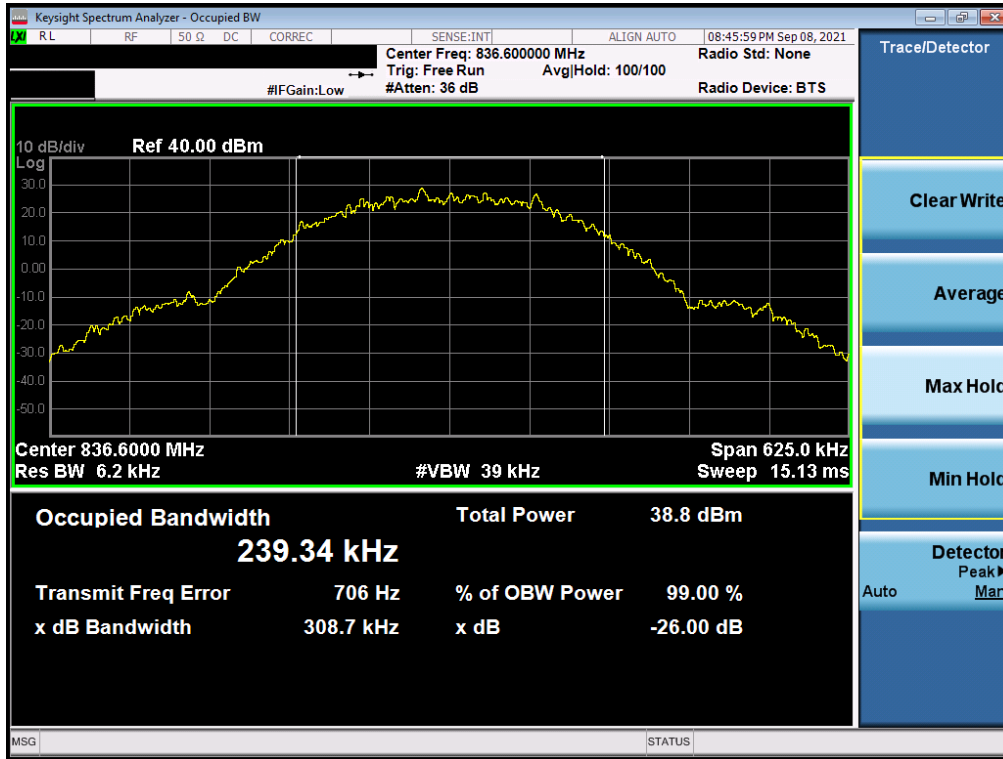 Keysight Spectrum Analyzer - Occupied BW
LXI RL RF 50 Ω DC CORREC SENSE:INT ALIGN AUTO 08:45:59 PM Sep 08, 2021
Center Freq: 836.600000 MHz Radio Std: None
Trig: Free Run Avg|Hold: 100/100
#IFGain:Low #Atten: 36 dB Radio Device: BTS
Trace/Detector
10 dB/div Ref 40.00 dBm
Log
30.0
20.0
10.0
0.00
-10.0
-20.0
-30.0
-40.0
-50.0
Center 836.6000 MHz Span 625.0 kHz
Res BW 6.2 kHz #VBW 39 kHz Sweep 15.13 ms
Occupied Bandwidth Total Power 38.8 dBm
239.34 kHz
Transmit Freq Error 706 Hz % of OBW Power 99.00 %
x dB Bandwidth 308.7 kHz x dB -26.00 dB
Clear Write
Average
Max Hold
Min Hold
Detector
Peak
Auto Man
MSG STATUS